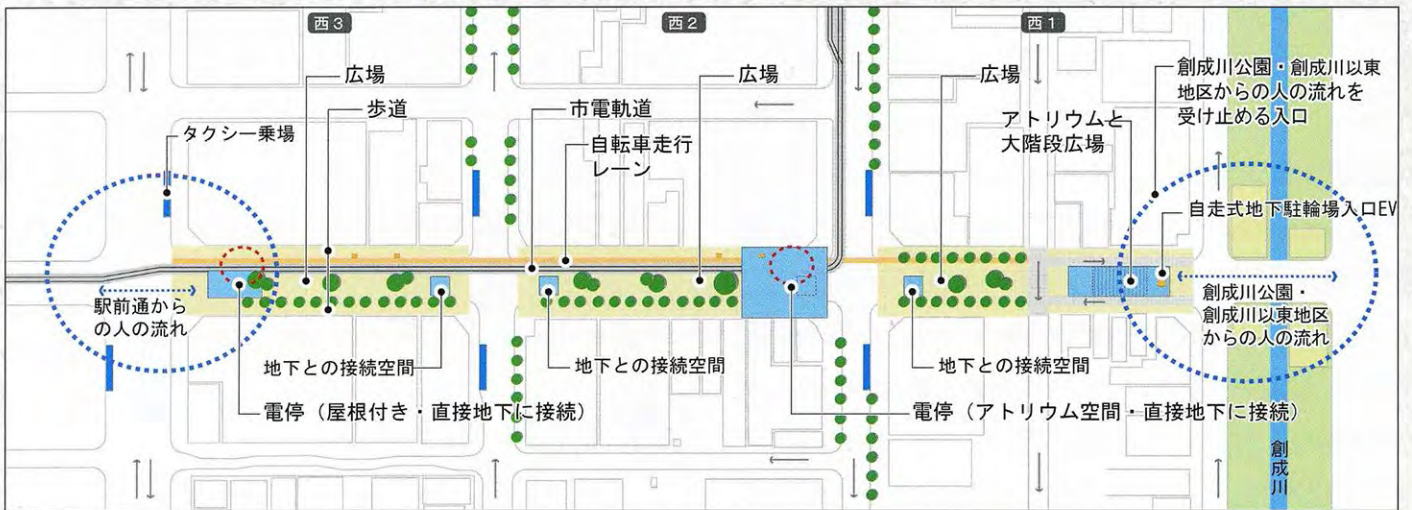 西3
西2
西1
広場
歩道
タクシー乗場
市電軌道
自転車走行
レーン
広場
広場
アトリウムと
大階段広場
創成川公園・創成川以東
地区からの人の流れを
受け止める入口
自走式地下駐輪場入口EV
駅前通から
の人の流れ
創成川公園・
創成川以東地区
からの人の流れ
地下との接続空間
地下との接続空間
地下との接続空間
電停（屋根付き・直接地下に接続）
電停（アトリウム空間・直接地下に接続）
創成川